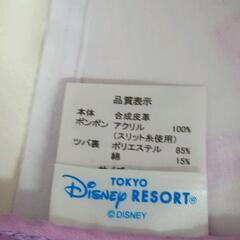 品質表示
本体 合成皮革
ポンポン アクリル 100%
(スリット糸使用)
ツバ裏 ポリエステル 85%
綿 15%
TOKYO
Disney RESORT®
©DISNEY